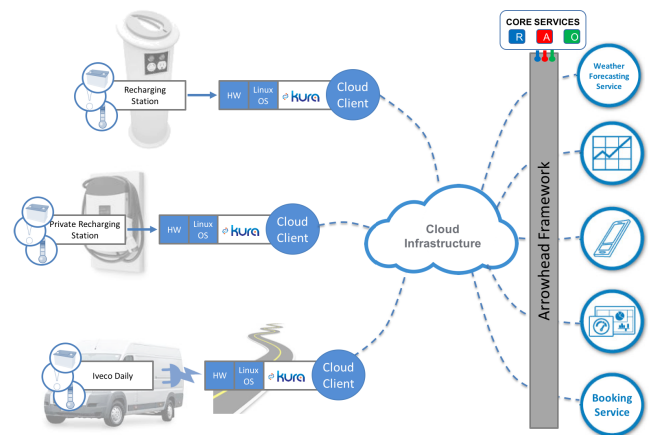 CORE SERVICES
R A O
Weather
Forecasting
Service
Recharging
Station
HW
Linux
OS
kura
Cloud
Client
Private Recharging
Station
HW
Linux
OS
kura
Cloud
Client
Cloud
Infrastructure
Arrowhead Framework
Iveco Daily
HW
Linux
OS
kura
Cloud
Client
Booking
Service